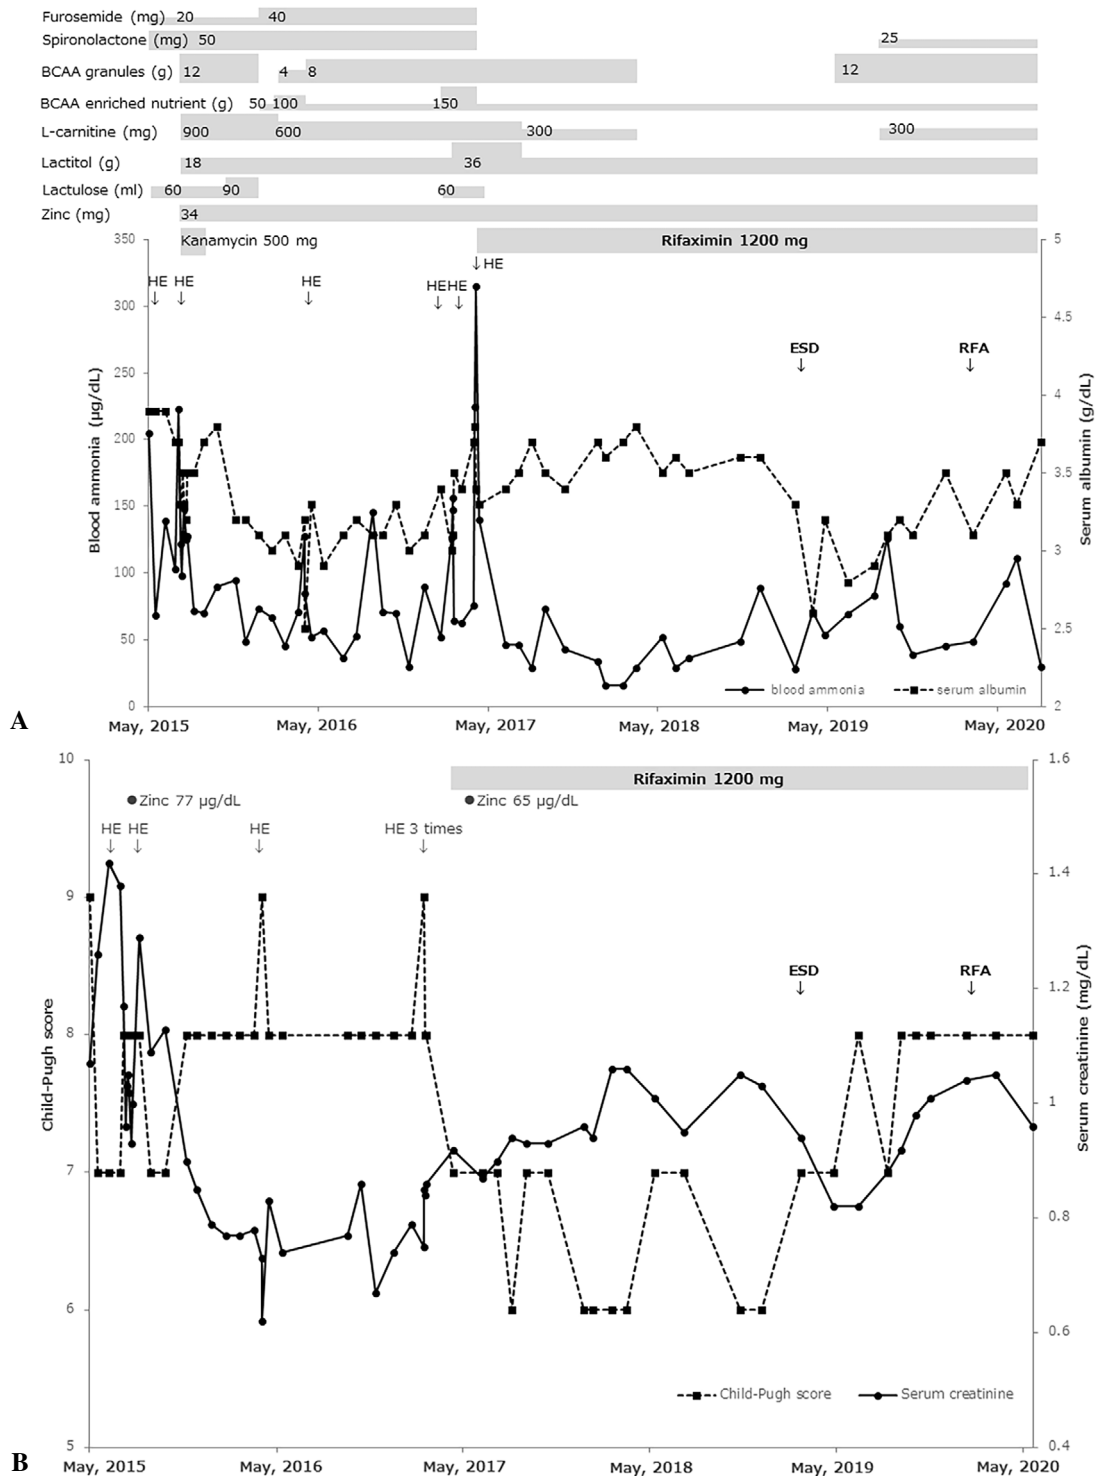 Furosemide (mg) 20 40
Spironolactone (mg) 50 25
BCAA granules (g) 12 4 8 12
BCAA enriched nutrient (g) 50 100 150
L-carnitine (mg) 900 600 300 300
Lactitol (g) 18 36
Lactulose (ml) 60 90 60
Zinc (mg) 34
Kanamycin 500 mg Rifaximin 1200 mg
350 5
HE
HE HE HE HE HE
300 4.5
ESD RFA
250
4
200
3.5
150
3
100
50 2.5
blood ammonia serum albumin
0 2
Blood ammonia (µg/dL)
Serum albumin (g/dL)
May, 2015 May, 2016 May, 2017 May, 2018 May, 2019 May, 2020
A
10 1.6
Rifaximin 1200 mg
Zinc 77 µg/dL Zinc 65 µg/dL
HE HE HE HE 3 times
1.4
9
ESD RFA
1.2
8
1
7
0.8
6
0.6
Child-Pugh score Serum creatinine
5 0.4
Child-Pugh score
Serum creatinine (mg/dL)
May, 2015 May, 2016 May, 2017 May, 2018 May, 2019 May, 2020
B